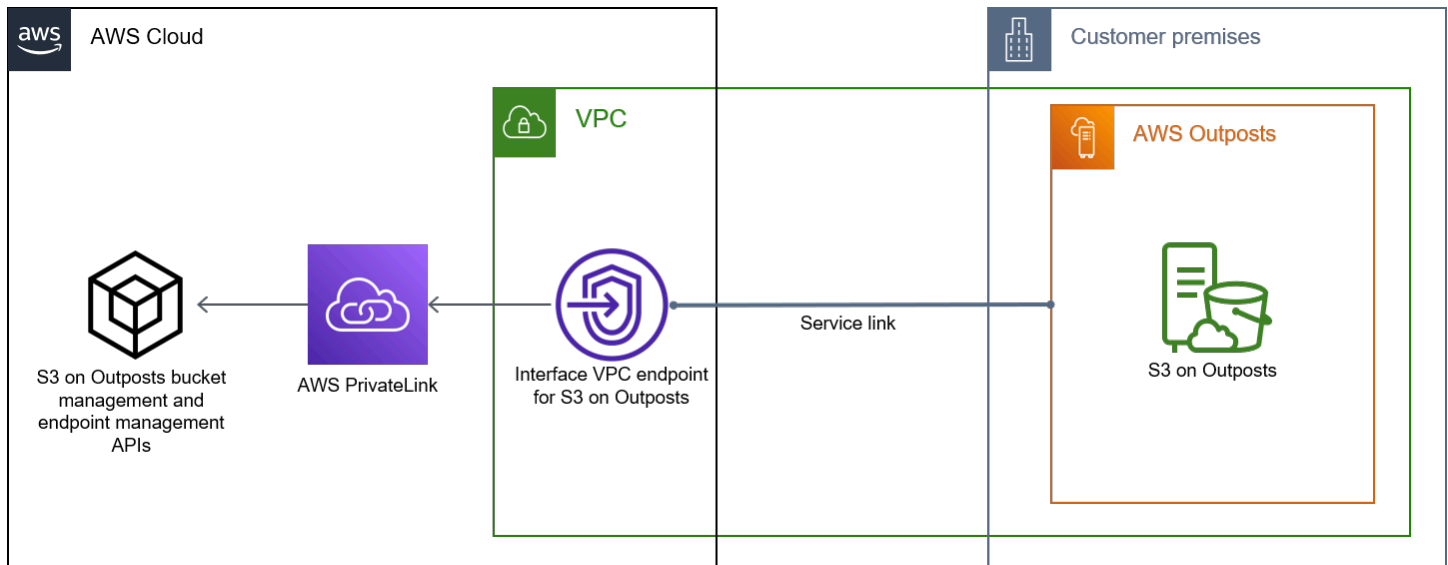 aws
AWS Cloud
Customer premises
VPC
AWS Outposts
Service link
S3 on Outposts bucket
management and
endpoint management
APIs
AWS PrivateLink
Interface VPC endpoint
for S3 on Outposts
S3 on Outposts